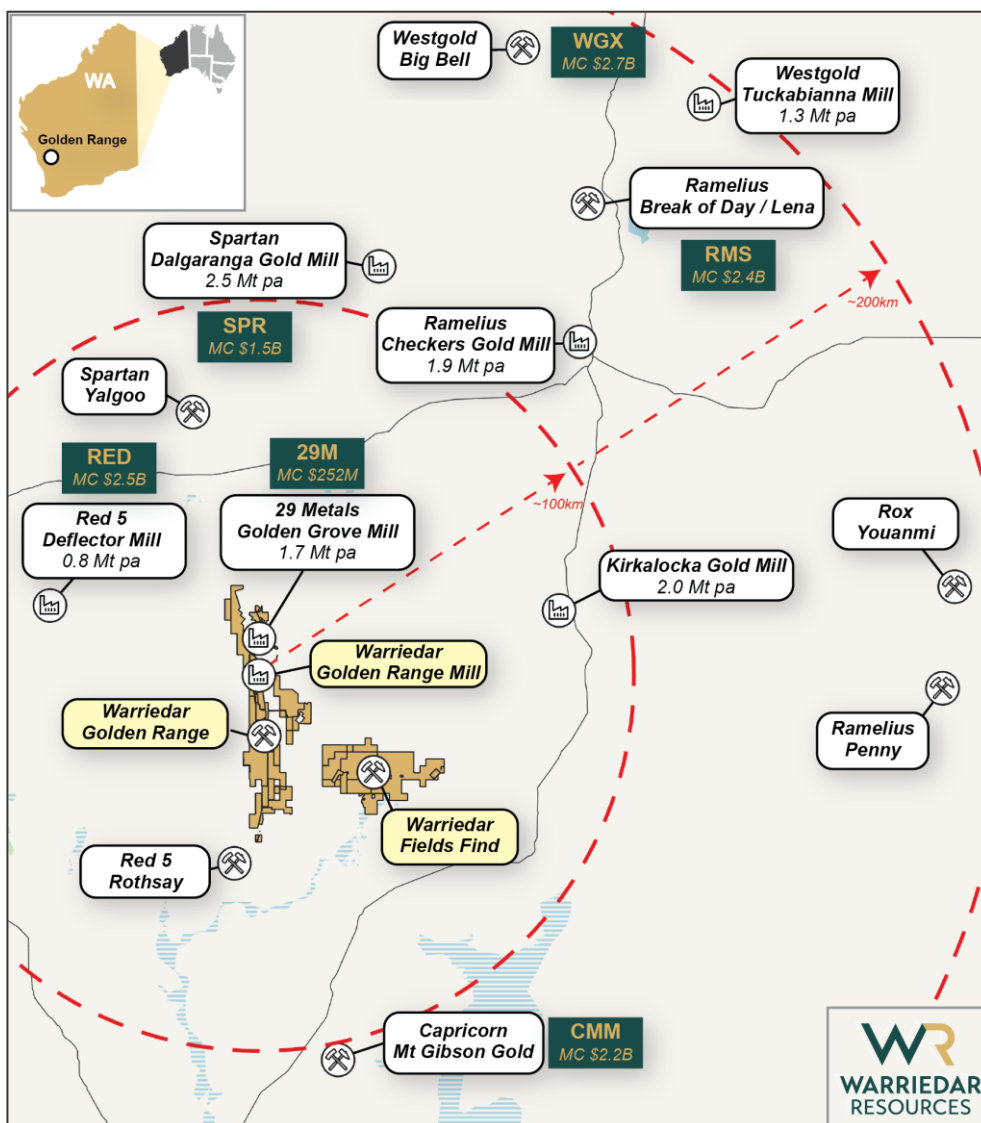 WA
Golden Range
Westgold
Big Bell
WGX
MC $2.7B
Westgold
Tuckabianna Mill
1.3 Mt pa
Ramelius
Break of Day / Lena
RMS
MC $2.4B
Spartan
Dalgaranga Gold Mill
2.5 Mt pa
~200km
SPR
MC $1.5B
Ramelius
Checkers Gold Mill
1.9 Mt pa
Spartan
Yalgoo
RED
MC $2.5B
29M
MC $252M
Red 5
Deflector Mill
0.8 Mt pa
29 Metals
Golden Grove Mill
1.7 Mt pa
~100km
Rox
Youanmi
Kirkalocka Gold Mill
2.0 Mt pa
Warriedar
Golden Range Mill
Warriedar
Golden Range
Ramelius
Penny
Warriedar
Fields Find
Red 5
Rothsay
Capricorn
Mt Gibson Gold
CMM
MC $2.2B
WR
WARRIEDAR
RESOURCES